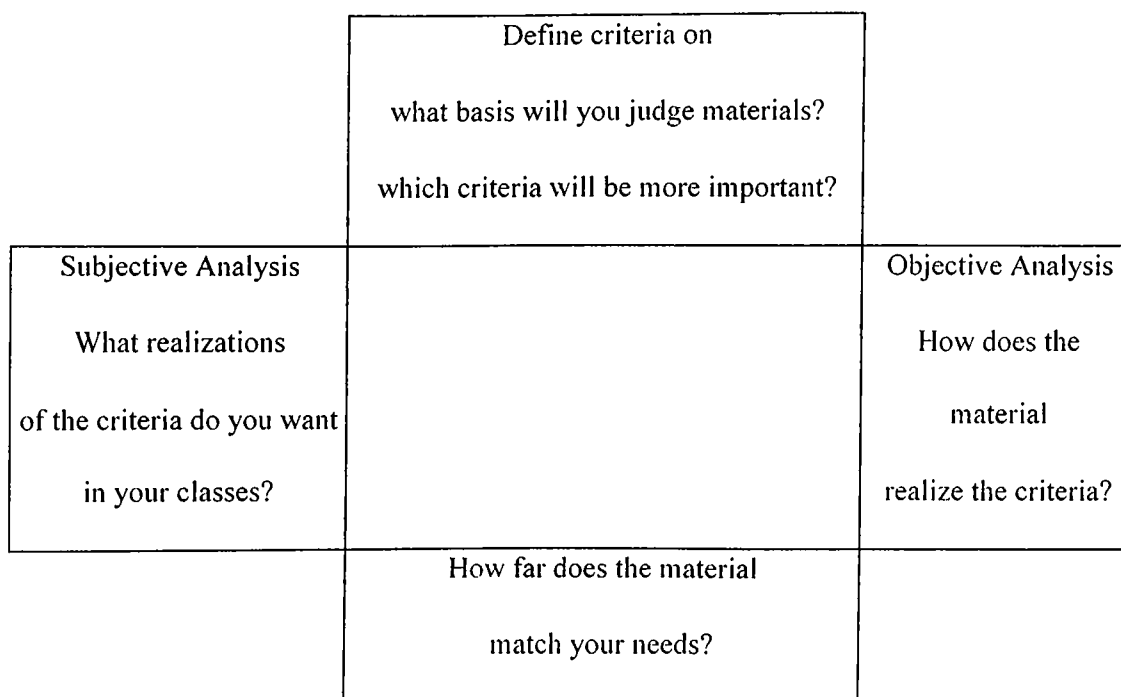 Define criteria on
what basis will you judge materials?
which criteria will be more important?
Subjective Analysis
What realizations
of the criteria do you want
in your classes?
Objective Analysis
How does the
material
realize the criteria?
How far does the material
match your needs?